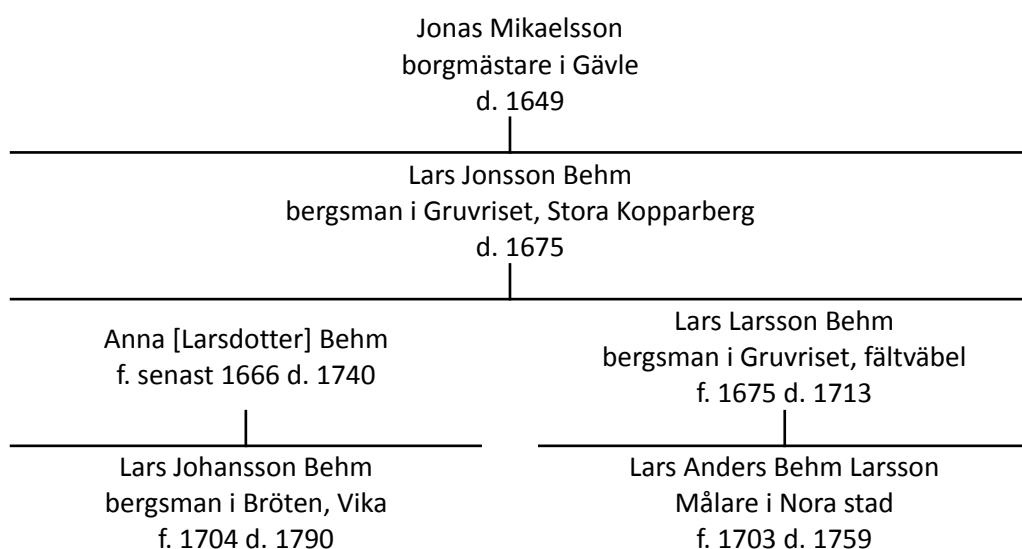 Jonas Mikaelsson
borgmästare i Gävle
d. 1649
Lars Jonsson Behm
bergsman i Gruvriset, Stora Kopparberg
d. 1675
Anna [Larsdotter] Behm
f. senast 1666 d. 1740
Lars Larsson Behm
bergsman i Gruvriset, fältväbel
f. 1675 d. 1713
Lars Johansson Behm
bergsman i Bröten, Vika
f. 1704 d. 1790
Lars Anders Behm Larsson
Målare i Nora stad
f. 1703 d. 1759